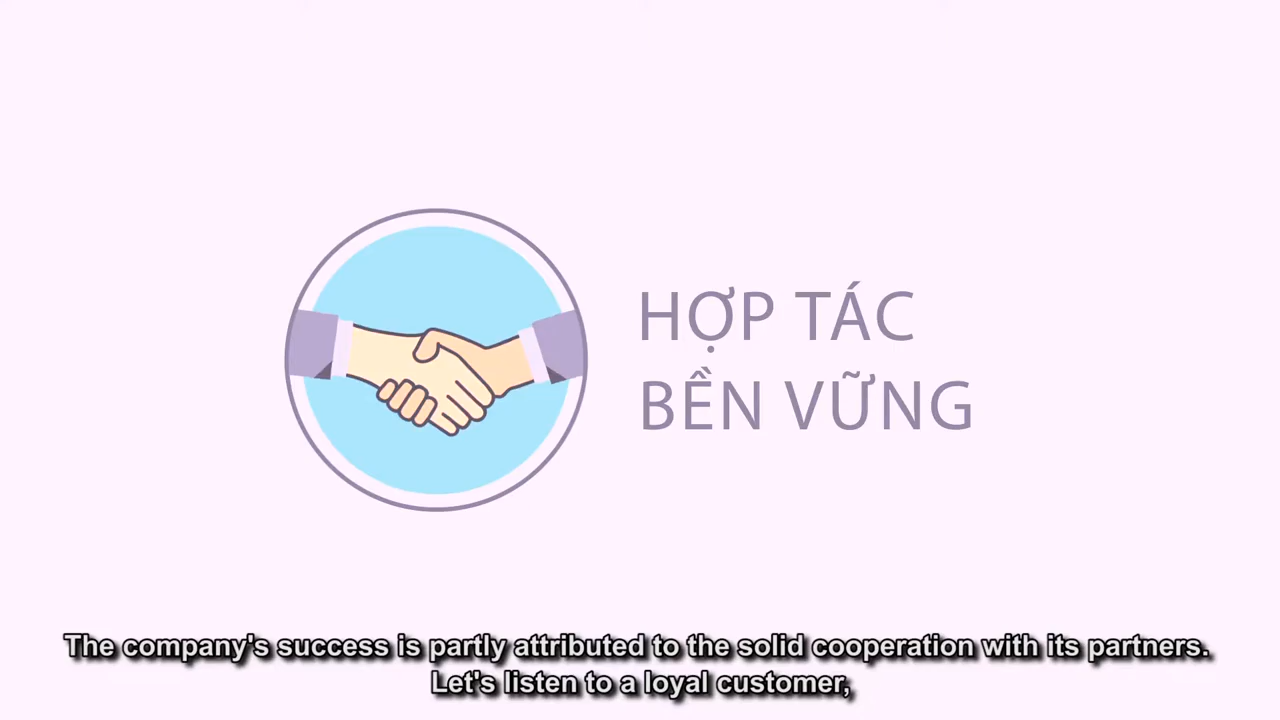 HỢP TÁC
BỀN VỮNG
The company's success is partly attributed to the solid cooperation with its partners.
Let's listen to a loyal customer,